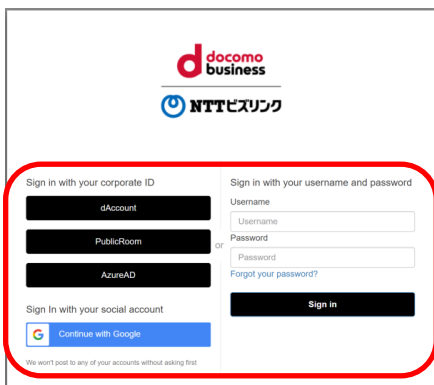 docomo
business
NTTビズリンク
Sign in with your corporate ID
dAccount
PublicRoom
AzureAD
Sign In with your social account
Continue with Google
We won't post to any of your accounts without asking first
or
Sign in with your username and password
Username
Username
Password
Password
Forgot your password?
Sign in